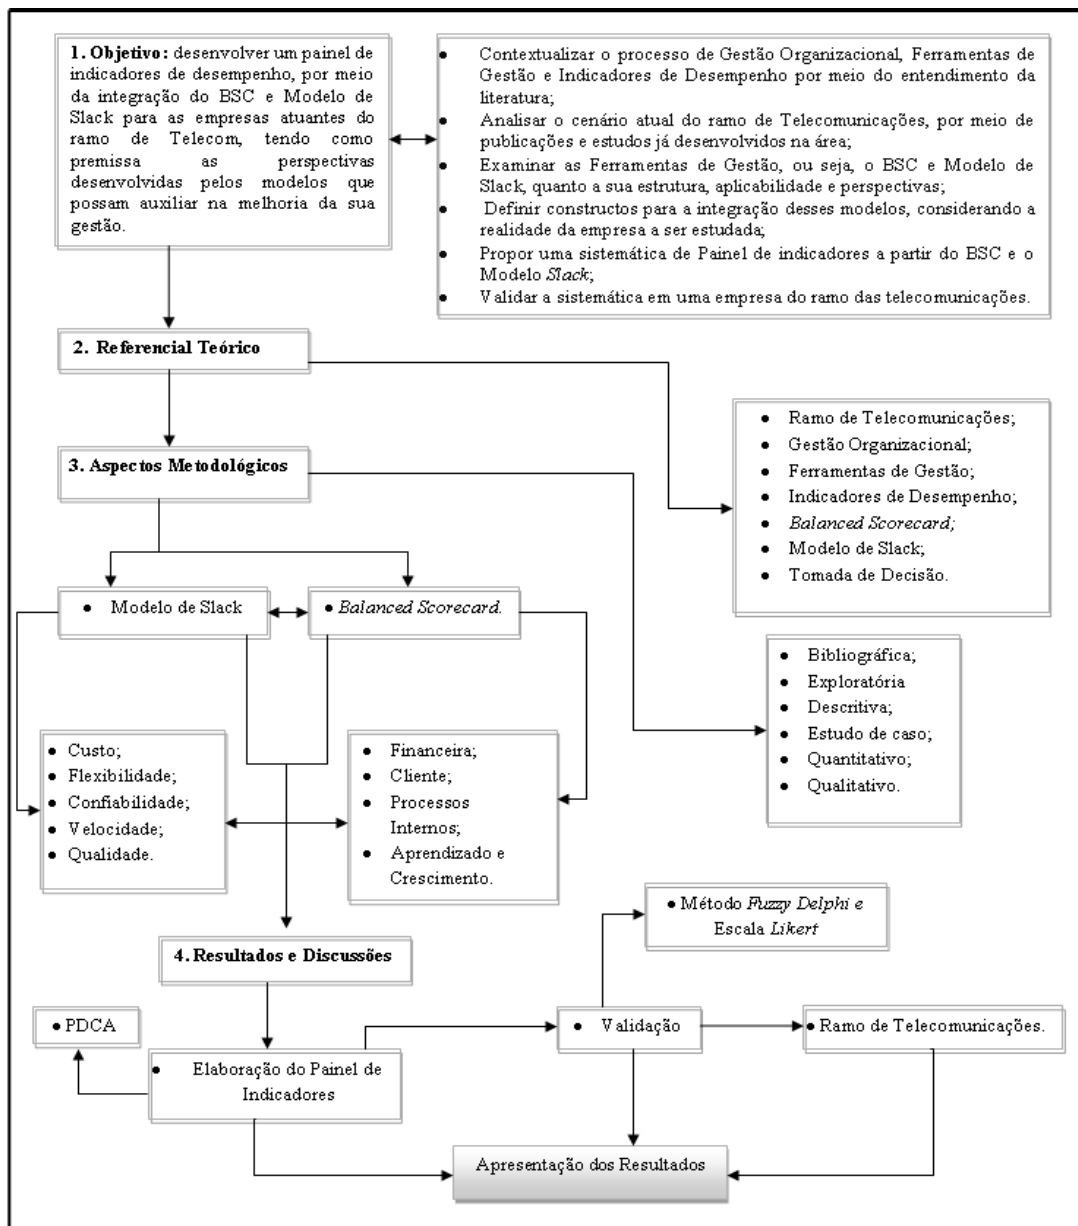 1. Objetivo: desenvolver um painel de
indicadores de desempenho, por meio
da integração do BSC e Modelo de
Slack para as empresas atuantes do
ramo de Telecom, tendo como
premissa as perspectivas
desenvolvidas pelos modelos que
possam auxiliar na melhoria da sua
gestão.
• Contextualizar o processo de Gestão Organizacional, Ferramentas de
Gestão e Indicadores de Desempenho por meio do entendimento da
literatura;
• Analisar o cenário atual do ramo de Telecomunicações, por meio de
publicações e estudos já desenvolvidos na área;
• Examinar as Ferramentas de Gestão, ou seja, o BSC e Modelo de
Slack, quanto a sua estrutura, aplicabilidade e perspectivas;
• Definir constructos para a integração desses modelos, considerando a
realidade da empresa a ser estudada;
• Propor uma sistemática de Painel de indicadores a partir do BSC e o
Modelo Slack;
• Validar a sistemática em uma empresa do ramo das telecomunicações.
2. Referencial Teórico
• Ramo de Telecomunicações;
• Gestão Organizacional;
• Ferramentas de Gestão;
• Indicadores de Desempenho;
• Balanced Scorecard;
• Modelo de Slack;
• Tomada de Decisão.
3. Aspectos Metodológicos
• Bibliográfica;
• Exploratória
• Descritiva;
• Estudo de caso;
• Quantitativo;
• Qualitativo.
• Modelo de Slack
• Balanced Scorecard.
• Custo;
• Flexibilidade;
• Confiabilidade;
• Velocidade;
• Qualidade.
• Financeira;
• Cliente;
• Processos
Internos;
• Aprendizado e
Crescimento.
4. Resultados e Discussões
• Método Fuzzy Delphi e
Escala Likert
• PDCA
• Validação
• Ramo de Telecomunicações.
• Elaboração do Painel de
Indicadores
Apresentação dos Resultados